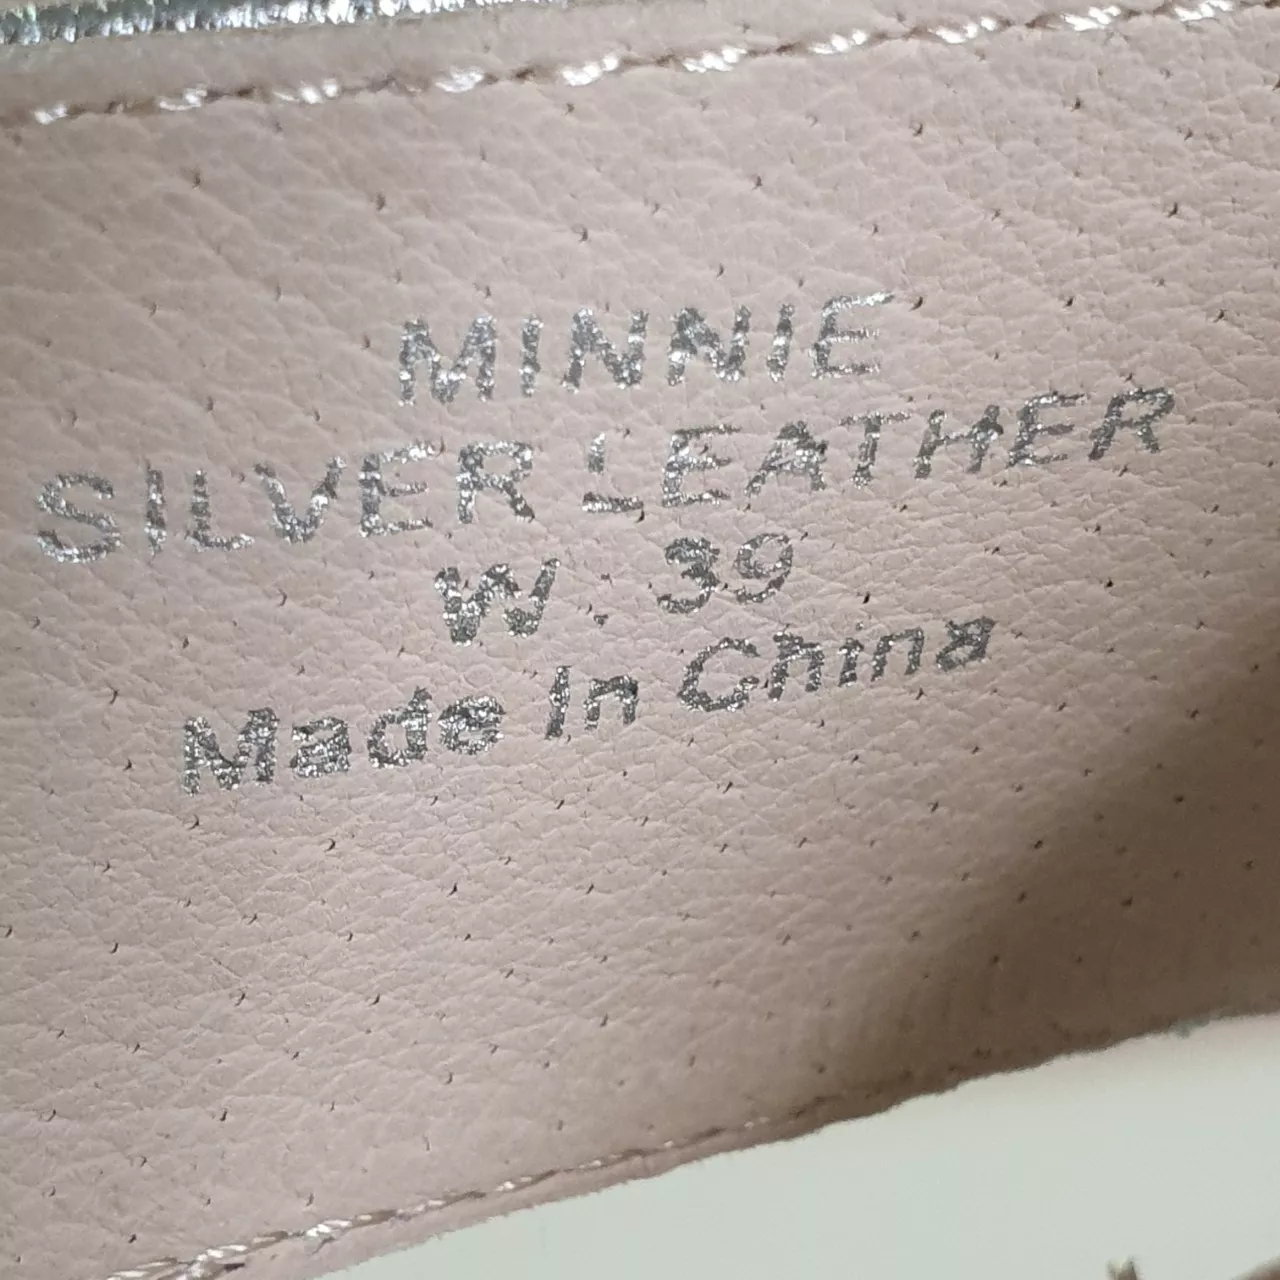 MINNIE
SILVER LEATHER
W. 39
Made In China